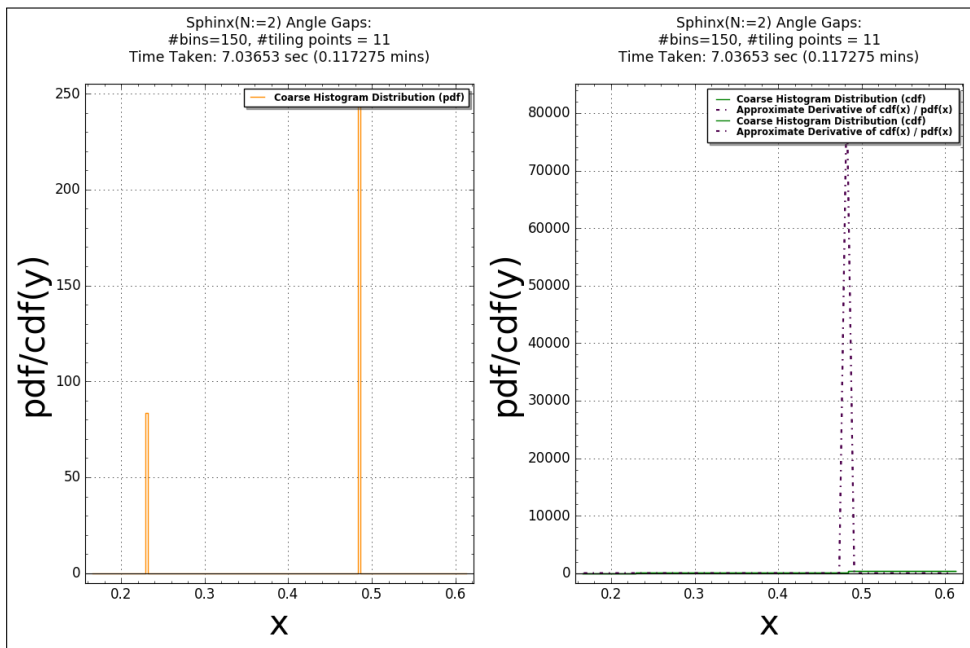 Sphinx(N:=2) Angle Gaps:
#bins=150, #tiling points = 11
Time Taken: 7.03653 sec (0.117275 mins)
Coarse Histogram Distribution (pdf)
250
200
150
100
50
0
0.2 0.3 0.4 0.5 0.6
pdf/cdf(y)
x
Sphinx(N:=2) Angle Gaps:
#bins=150, #tiling points = 11
Time Taken: 7.03653 sec (0.117275 mins)
Coarse Histogram Distribution (cdf)
Approximate Derivative of cdf(x) / pdf(x)
Coarse Histogram Distribution (cdf)
Approximate Derivative of cdf(x) / pdf(x)
80000
70000
60000
50000
40000
30000
20000
10000
0
0.2 0.3 0.4 0.5 0.6
pdf/cdf(y)
x